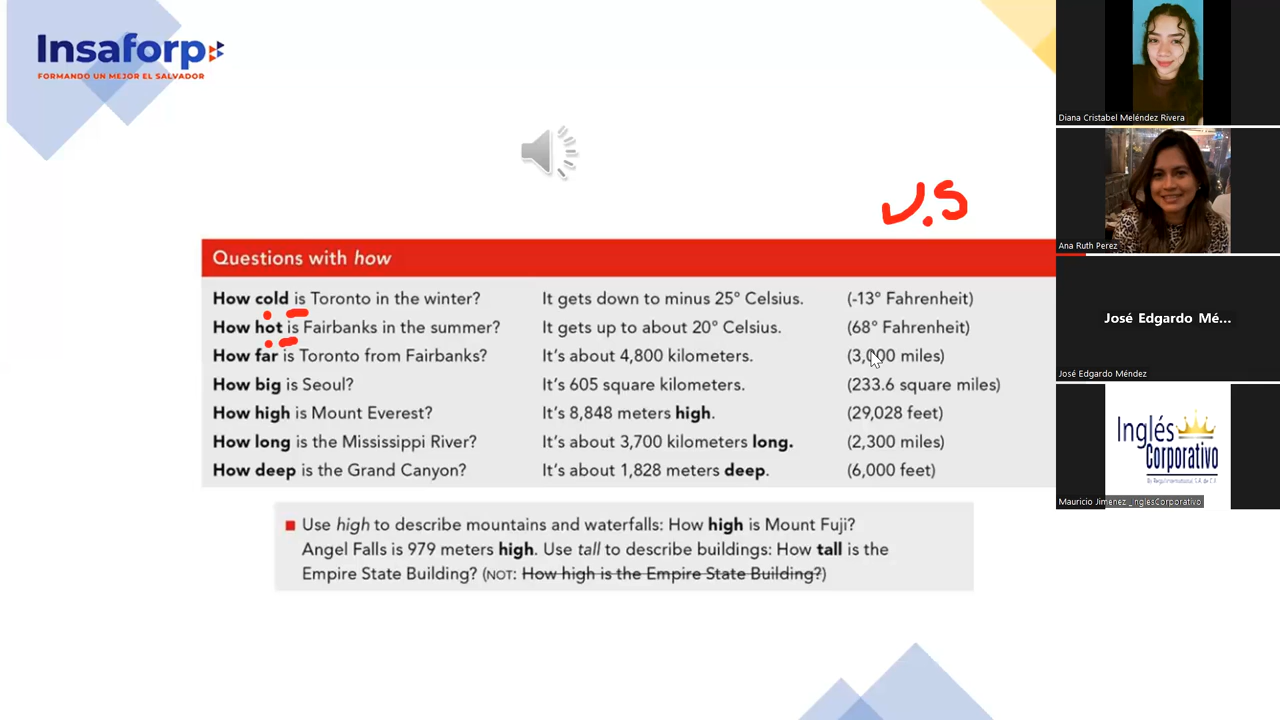 Insaforp
FORMANDO UN MEJOR EL SALVADOR
U.S
Questions with how
How cold is Toronto in the winter? It gets down to minus 25° Celsius. (-13° Fahrenheit)
How hot is Fairbanks in the summer? It gets up to about 20° Celsius. (68° Fahrenheit)
How far is Toronto from Fairbanks? It's about 4,800 kilometers. (3,000 miles)
How big is Seoul? It's 605 square kilometers. (233.6 square miles)
How high is Mount Everest? It's 8,848 meters high. (29,028 feet)
How long is the Mississippi River? It's about 3,700 kilometers long. (2,300 miles)
How deep is the Grand Canyon? It's about 1,828 meters deep. (6,000 feet)
Use high to describe mountains and waterfalls: How high is Mount Fuji?
Angel Falls is 979 meters high. Use tall to describe buildings: How tall is the
Empire State Building? (NOT: How high is the Empire State Building?)
Diana Cristabel Meléndez Rivera
Ana Ruth Perez
José Edgardo Mé...
José Edgardo Méndez
Inglés
Corporativo
Mauricio Jimenez _InglesCorporativo